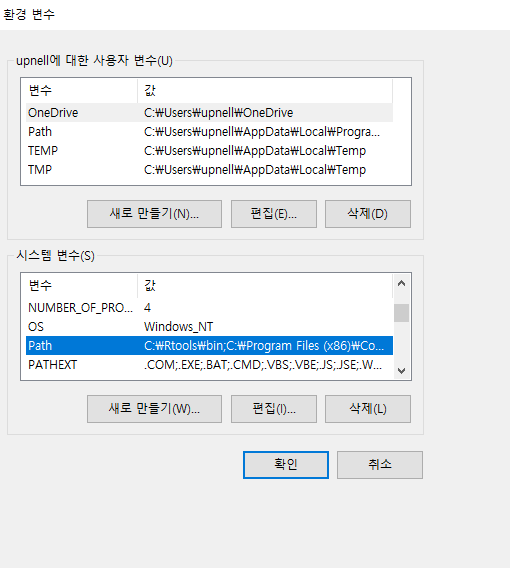 환경 변수
upnell에 대한 사용자 변수(U)
변수 값
OneDrive C:₩Users₩upnell₩OneDrive
Path C:₩Users₩upnell₩AppData₩Local₩Progra...
TEMP C:₩Users₩upnell₩AppData₩Local₩Temp
TMP C:₩Users₩upnell₩AppData₩Local₩Temp
새로 만들기(N)... 편집(E)... 삭제(D)
시스템 변수(S)
변수 값
NUMBER_OF_PRO... 4
OS Windows_NT
Path C:₩Rtools₩bin;C:₩Program Files (x86)₩Co...
PATHEXT .COM;.EXE;.BAT;.CMD;.VBS;.VBE;.JS;.JSE;.W...
새로 만들기(W)... 편집(I)... 삭제(L)
확인 취소